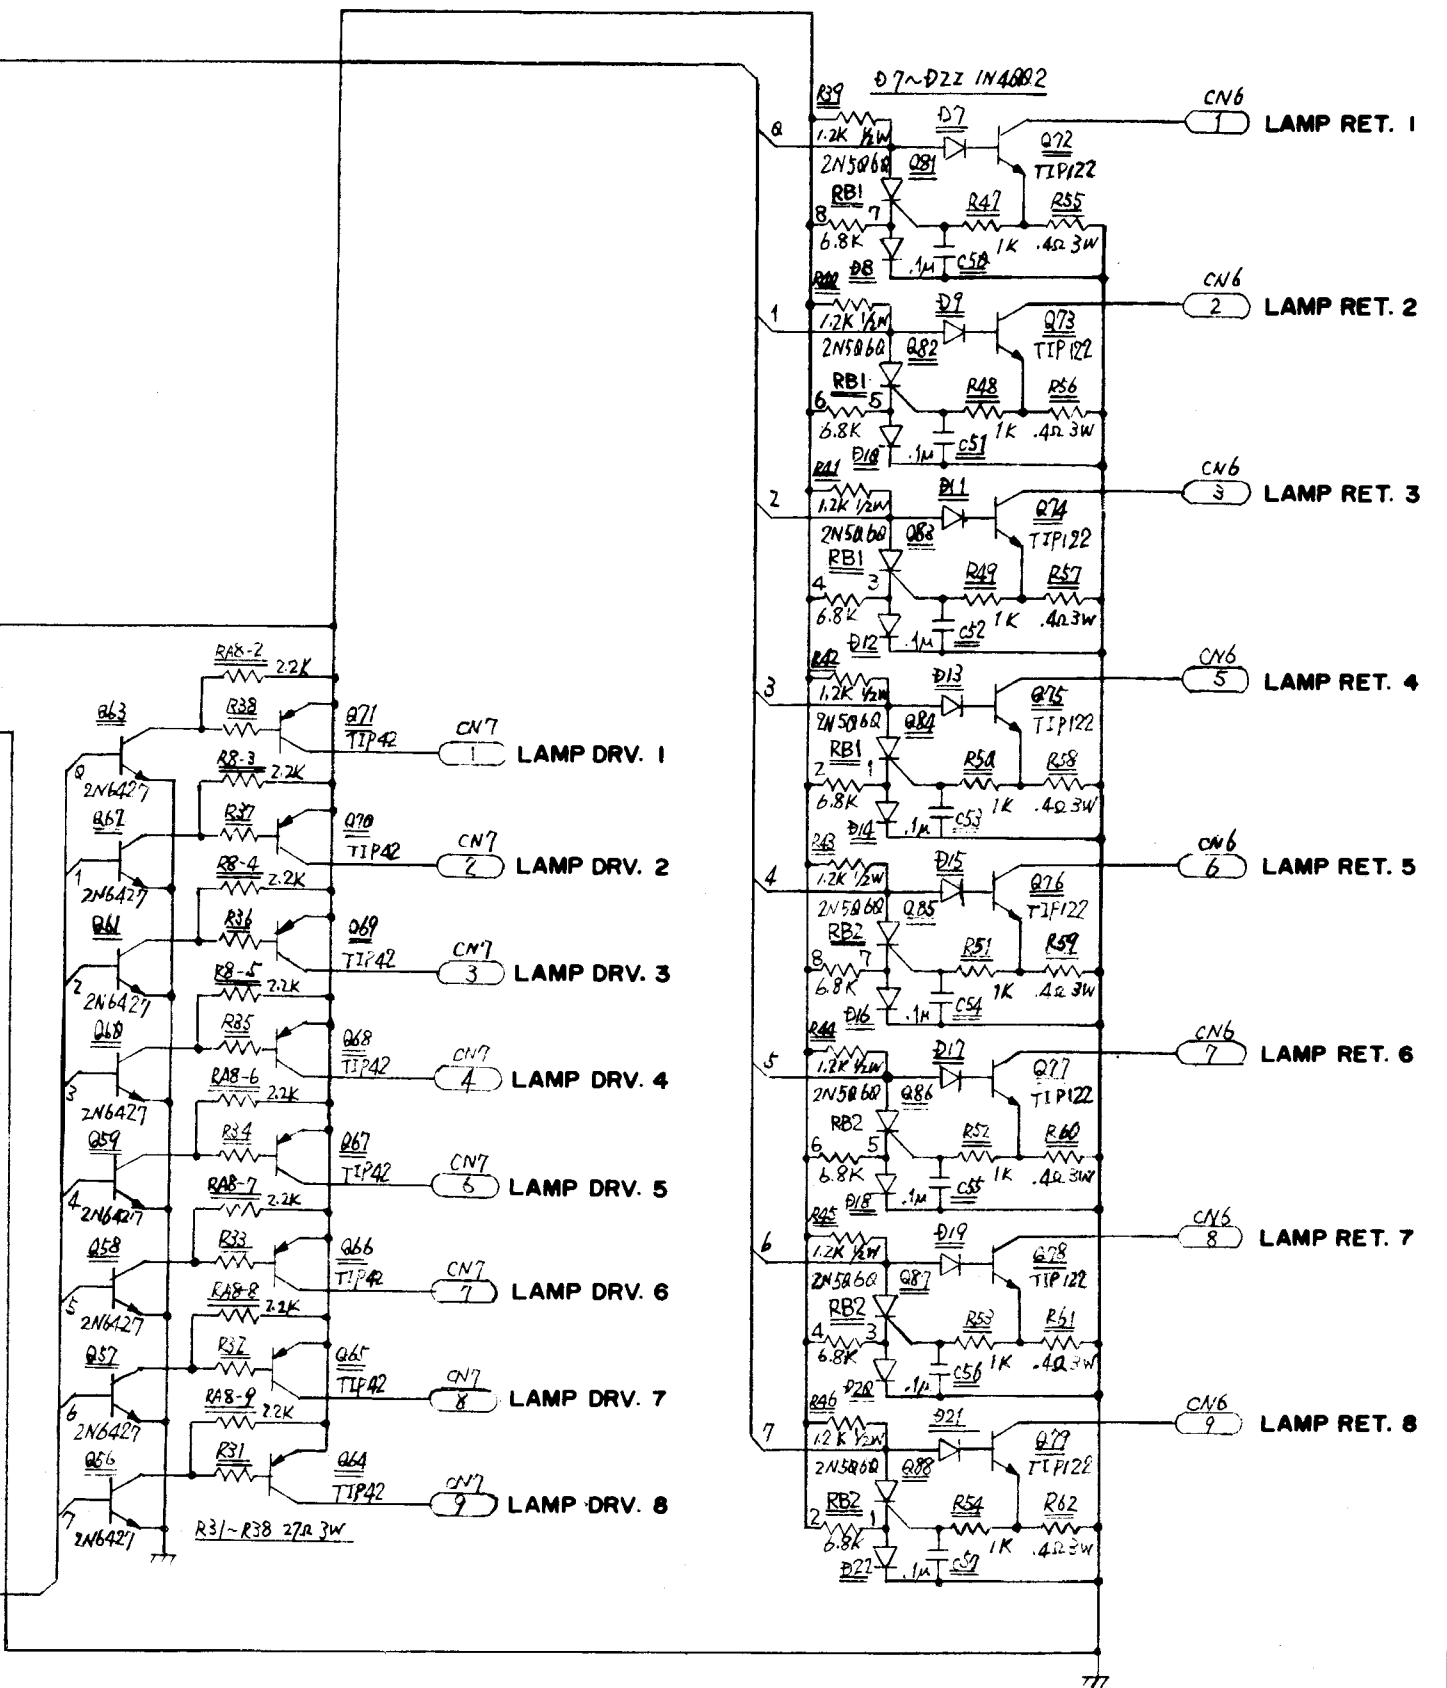 D7~D22 IN4002
R39
1.2K ½W
0
D7
Q72
TIP122
CN6
1
LAMP RET. 1
2N5060
Q81
RB1
8 7
6.8K
D8
R47
1K
R55
.4Ω 3W
.1μ
C50
R40
1.2K ½W
1
D9
Q73
TIP122
CN6
2
LAMP RET. 2
2N5060
Q82
RB1
6 5
6.8K
D10
R48
1K
R56
.4Ω 3W
.1μ
C51
R41
1.2K ½W
2
D11
Q74
TIP122
CN6
3
LAMP RET. 3
2N5060
Q83
RB1
4 3
6.8K
D12
R49
1K
R57
.4Ω 3W
.1μ
C52
R42
1.2K ½W
3
D13
Q75
TIP122
CN6
5
LAMP RET. 4
2N5060
Q84
RB1
2 1
6.8K
D14
R50
1K
R58
.4Ω 3W
.1μ
C53
R43
1.2K ½W
4
D15
Q76
TIP122
CN6
6
LAMP RET. 5
2N5060
Q85
RB2
8 7
6.8K
D16
R51
1K
R59
.4Ω 3W
.1μ
C54
R44
1.2K ½W
5
D17
Q77
TIP122
CN6
7
LAMP RET. 6
2N5060
Q86
RB2
6 5
6.8K
D18
R52
1K
R60
.4Ω 3W
.1μ
C55
R45
1.2K ½W
6
D19
Q78
TIP122
CN6
8
LAMP RET. 7
2N5060
Q87
RB2
4 3
6.8K
D20
R53
1K
R61
.4Ω 3W
.1μ
C56
R46
1.2K ½W
7
D21
Q79
TIP122
CN6
9
LAMP RET. 8
2N5060
Q88
RB2
2 1
6.8K
D22
R54
1K
R62
.4Ω 3W
.1μ
C57
RA8-2
2.2K
Q63
R38
Q71
TIP42
CN7
1
LAMP DRV. 1
0
2N6427
R8-3
2.2K
Q62
R37
Q70
TIP42
CN7
2
LAMP DRV. 2
1
2N6427
R8-4
2.2K
Q61
R36
Q69
TIP42
CN7
3
LAMP DRV. 3
2
2N6427
R8-5
2.2K
Q60
R35
Q68
TIP42
CN7
4
LAMP DRV. 4
3
2N6427
RA8-6
2.2K
Q59
R34
Q67
TIP42
CN7
6
LAMP DRV. 5
4
2N6427
RA8-7
2.2K
Q58
R33
Q66
TIP42
CN7
7
LAMP DRV. 6
5
2N6427
RA8-8
2.2K
Q57
R32
Q65
TIP42
CN7
8
LAMP DRV. 7
6
2N6427
RA8-9
2.2K
Q56
R31
Q64
TIP42
CN7
9
LAMP DRV. 8
7
2N6427
R31~R38 27Ω 3W